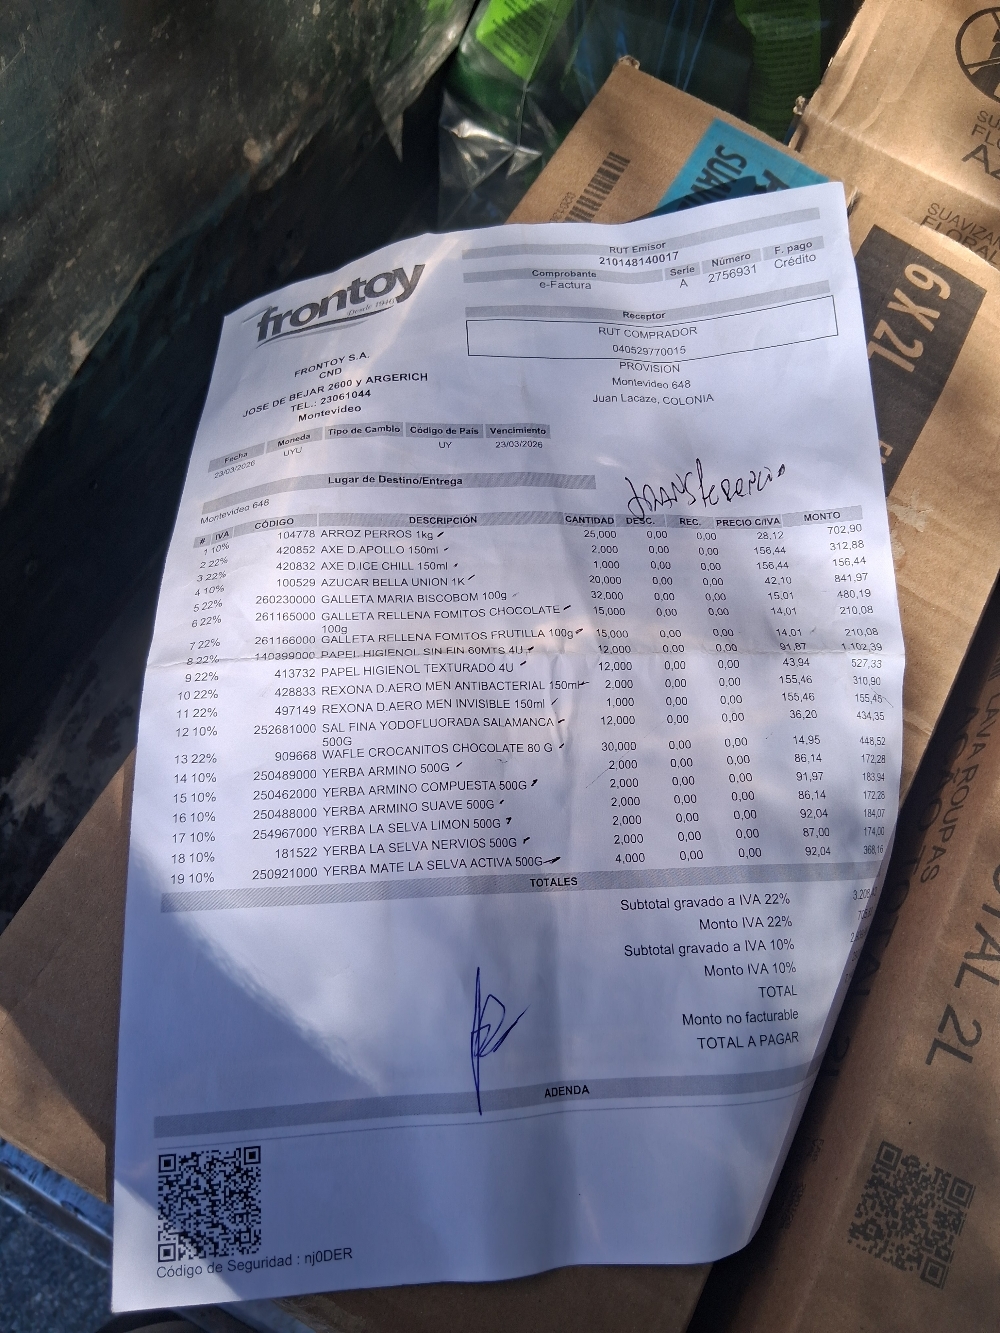 SUAVIZAN
FLORAL
6 X 2L
frontoy
Desde 1940
FRONTOY S.A.
CND
JOSE DE BEJAR 2600 y ARGERICH
TEL.: 23061044
Montevideo
RUT Emisor
210148140017
Comprobante Serie Número F. pago
e-Factura A 2756931 Crédito
Receptor
RUT COMPRADOR
040529770015
PROVISION
Montevideo 648
Juan Lacaze, COLONIA
Fecha Moneda Tipo de Cambio Código de País Vencimiento
23/03/2026 UYU UY 23/03/2026
Lugar de Destino/Entrega
Montevideo 648
# IVA CÓDIGO DESCRIPCIÓN CANTIDAD DESC. REC. PRECIO C/IVA MONTO
1 10% 104778 ARROZ PERROS 1kg 25,000 0,00 0,00 28,12 702,90
2 22% 420852 AXE D.APOLLO 150ml 2,000 0,00 0,00 156,44 312,88
3 22% 420832 AXE D.ICE CHILL 150ml 1,000 0,00 0,00 156,44 156,44
4 10% 100529 AZUCAR BELLA UNION 1K 20,000 0,00 0,00 42,10 841,97
5 22% 260230000 GALLETA MARIA BISCOBOM 100g 32,000 0,00 0,00 15,01 480,19
6 22% 261165000 GALLETA RELLENA FOMITOS CHOCOLATE 15,000 0,00 0,00 14,01 210,08
100g
7 22% 261166000 GALLETA RELLENA FOMITOS FRUTILLA 100g 15,000 0,00 0,00 14,01 210,08
8 22% 140399000 PAPEL HIGIENOL SIN FIN 60MTS 4U 12,000 0,00 0,00 91,87 1.102,39
9 22% 413732 PAPEL HIGIENOL TEXTURADO 4U 12,000 0,00 0,00 43,94 527,33
10 22% 428833 REXONA D.AERO MEN ANTIBACTERIAL 150ml 2,000 0,00 0,00 155,46 310,90
11 22% 497149 REXONA D.AERO MEN INVISIBLE 150ml 1,000 0,00 0,00 155,46 155,45
12 10% 252681000 SAL FINA YODOFLUORADA SALAMANCA 12,000 0,00 0,00 36,20 434,35
500G
13 22% 909668 WAFLE CROCANITOS CHOCOLATE 80 G 30,000 0,00 0,00 14,95 448,52
14 10% 250489000 YERBA ARMINO 500G 2,000 0,00 0,00 86,14 172,28
15 10% 250462000 YERBA ARMINO COMPUESTA 500G 2,000 0,00 0,00 91,97 183,94
16 10% 250488000 YERBA ARMINO SUAVE 500G 2,000 0,00 0,00 86,14 172,28
17 10% 254967000 YERBA LA SELVA LIMON 500G 2,000 0,00 0,00 92,04 184,07
18 10% 181522 YERBA LA SELVA NERVIOS 500G 2,000 0,00 0,00 87,00 174,00
19 10% 250921000 YERBA MATE LA SELVA ACTIVA 500G 4,000 0,00 0,00 92,04 368,16
TOTALES
Subtotal gravado a IVA 22%
Monto IVA 22%
Subtotal gravado a IVA 10%
Monto IVA 10%
TOTAL
Monto no facturable
TOTAL A PAGAR
ADENDA
Código de Seguridad : nj0DER